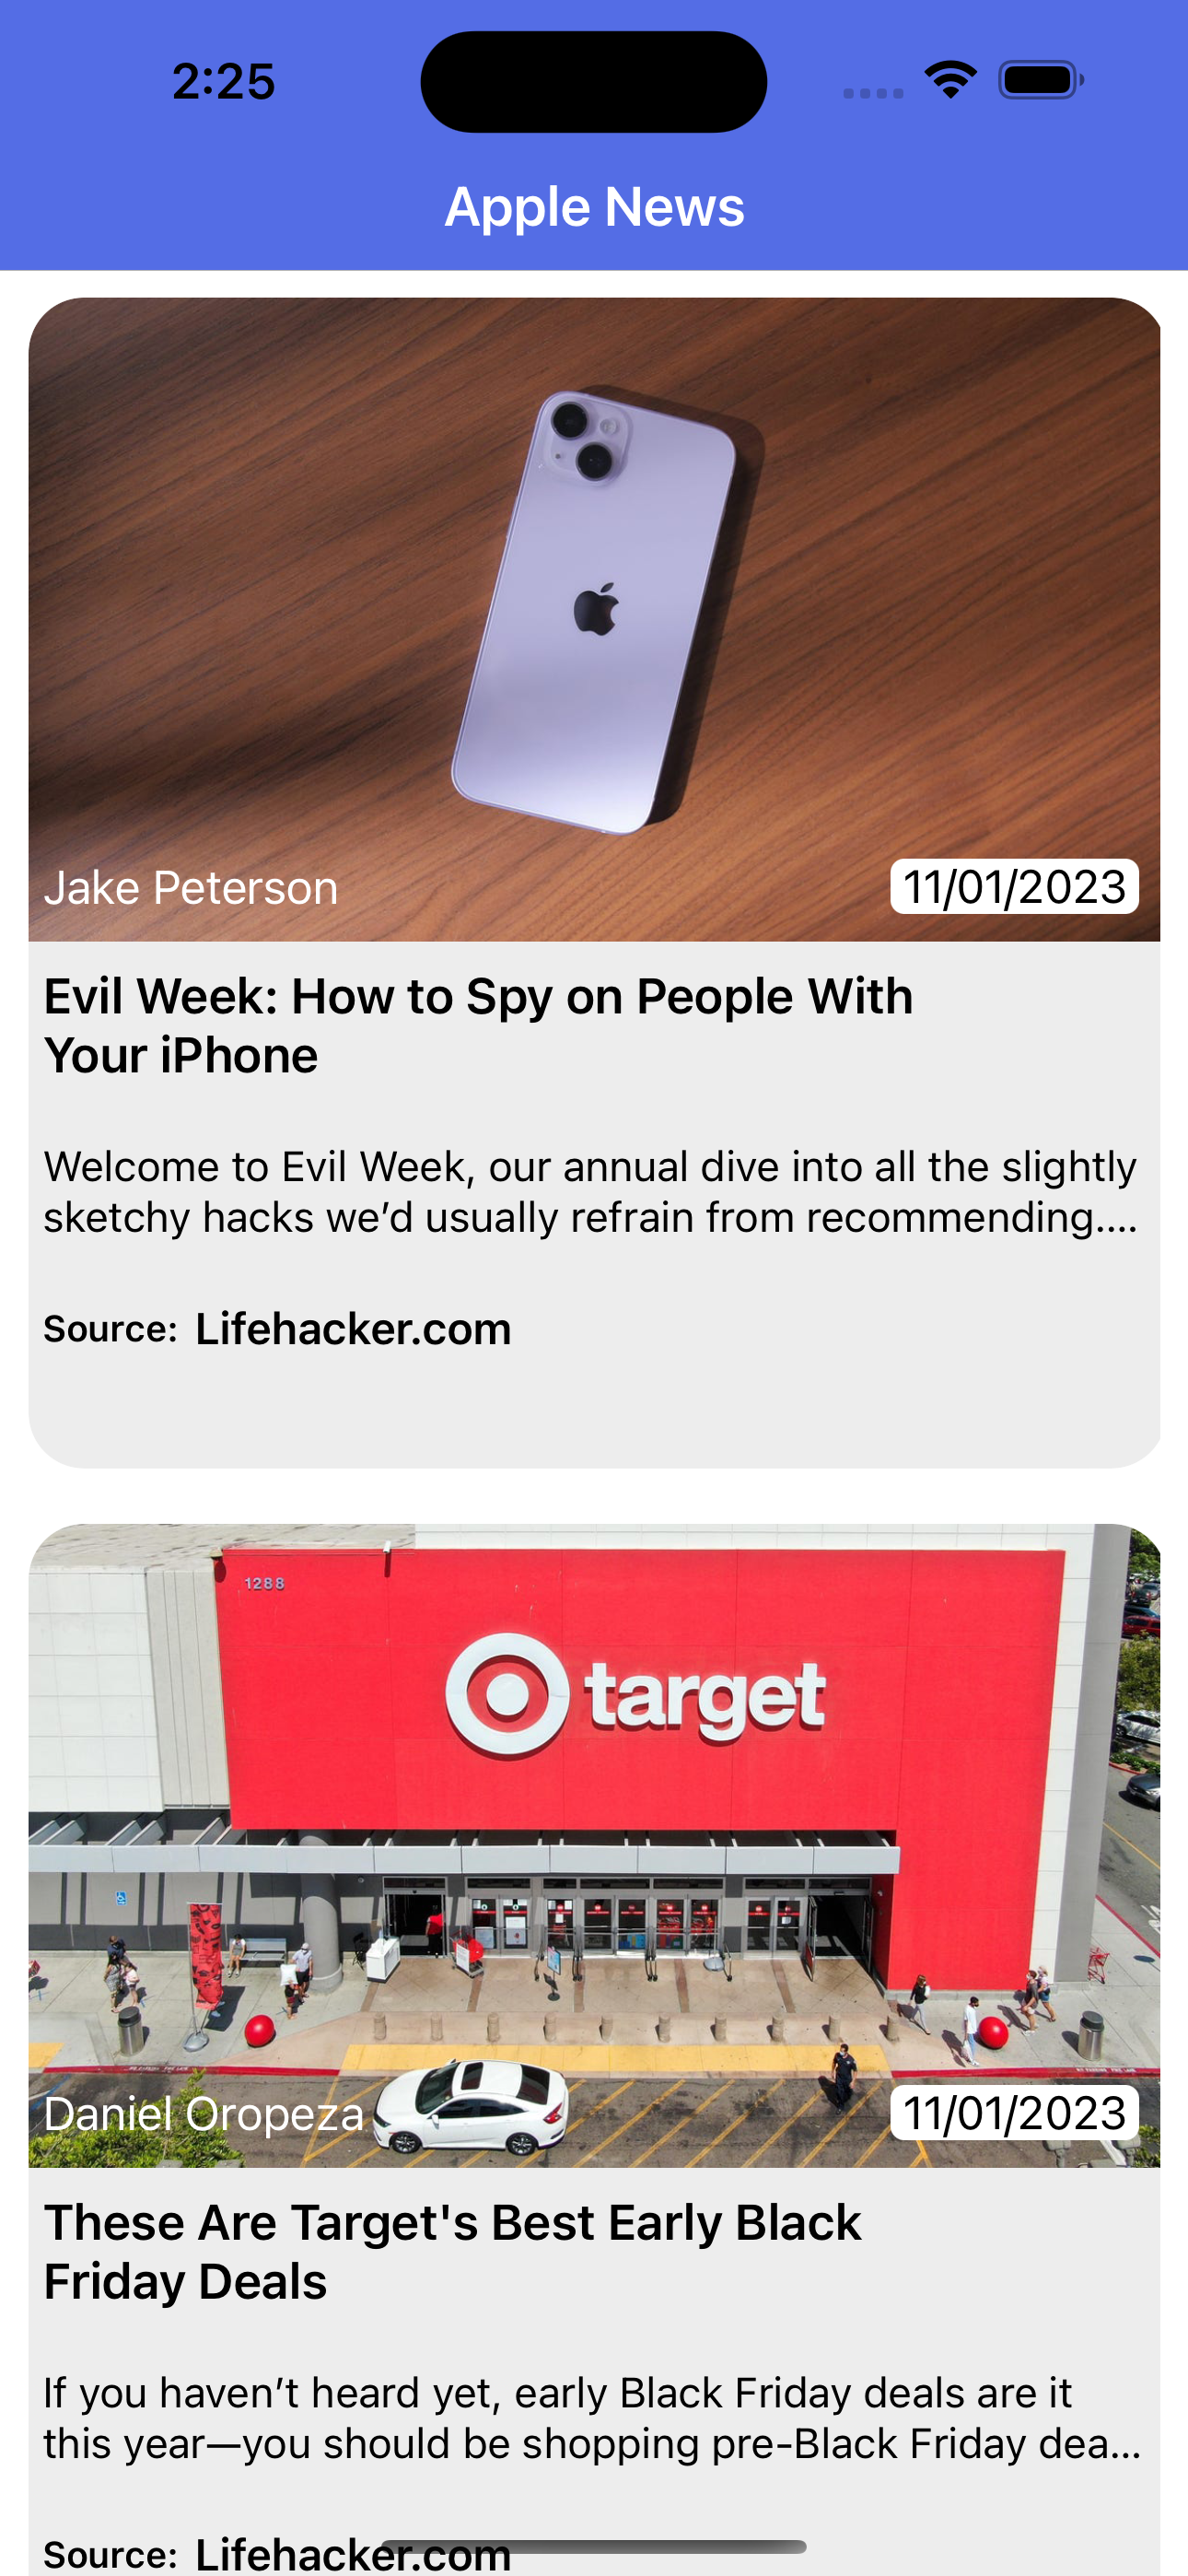 2:25
Apple News
Jake Peterson
11/01/2023
Evil Week: How to Spy on People With
Your iPhone
Welcome to Evil Week, our annual dive into all the slightly
sketchy hacks we’d usually refrain from recommending....
Source: Lifehacker.com
1288
target
Daniel Oropeza
11/01/2023
These Are Target's Best Early Black
Friday Deals
If you haven’t heard yet, early Black Friday deals are it
this year—you should be shopping pre-Black Friday dea...
Source: Lifehacker.com